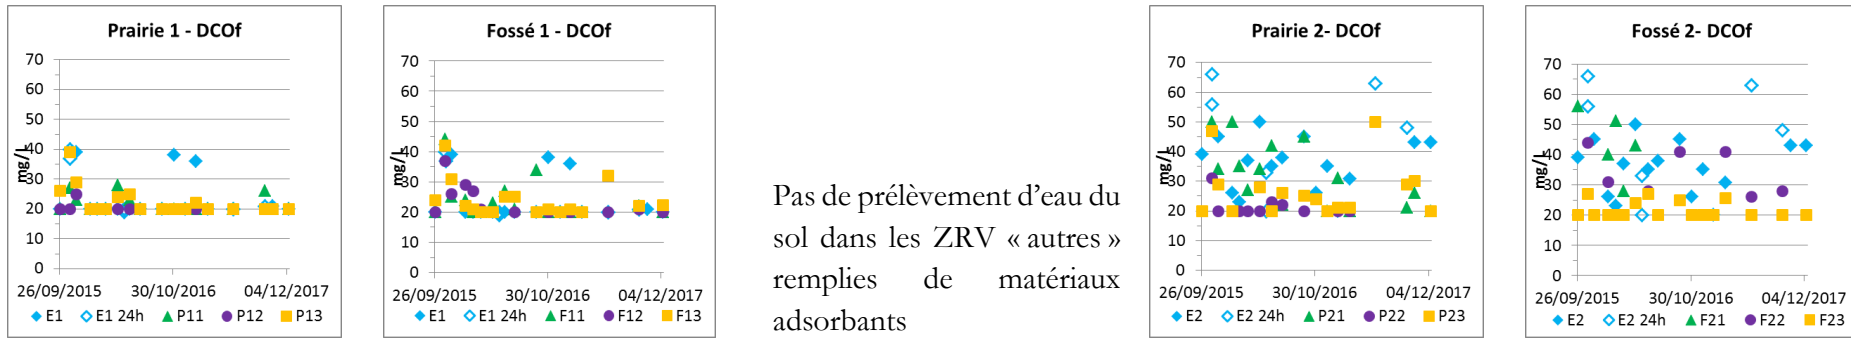 Prairie 1 - DCOf
mg/L
70
60
50
40
30
20
10
0
26/09/2015 30/10/2016 04/12/2017
E1 E1 24h P11 P12 P13
Fossé 1 - DCOf
mg/L
70
60
50
40
30
20
10
0
26/09/2015 30/10/2016 04/12/2017
E1 E1 24h F11 F12 F13
Pas de prélèvement d’eau du
sol dans les ZRV « autres »
remplies de matériaux
adsorbants
Prairie 2- DCOf
mg/L
70
60
50
40
30
20
10
0
26/09/2015 30/10/2016 04/12/2017
E2 E2 24h P21 P22 P23
Fossé 2- DCOf
mg/L
70
60
50
40
30
20
10
0
26/09/2015 30/10/2016 04/12/2017
E2 E2 24h F21 F22 F23